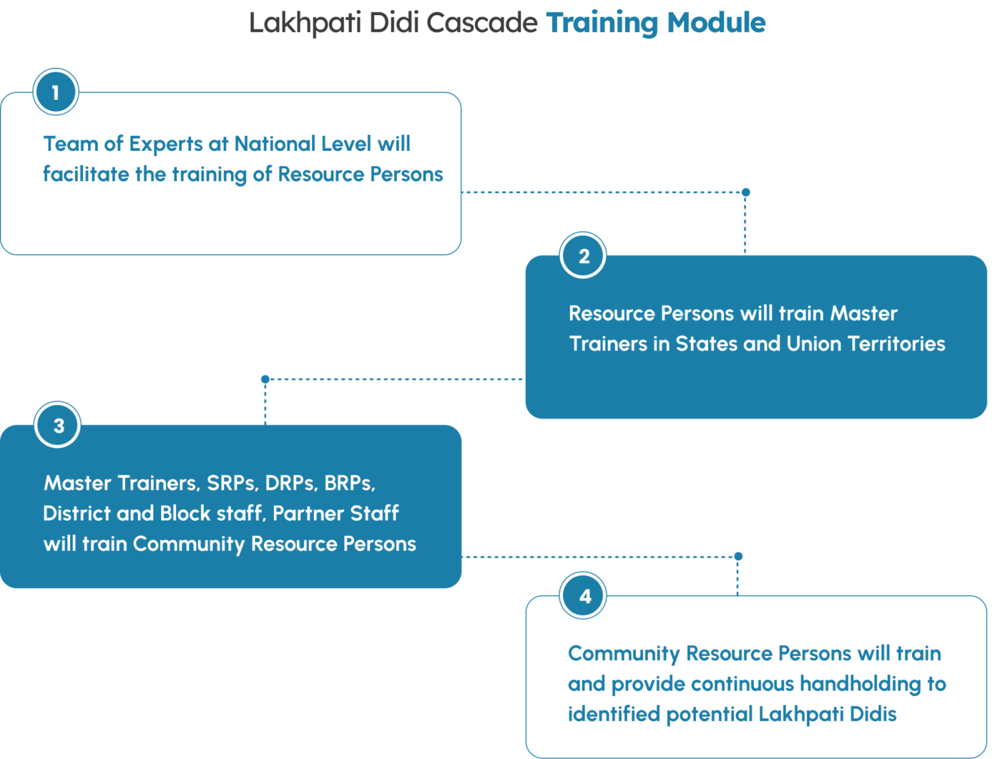 Lakhpati Didi Cascade Training Module
1
Team of Experts at National Level will
facilitate the training of Resource Persons
2
Resource Persons will train Master
Trainers in States and Union Territories
3
Master Trainers, SRPs, DRPs, BRPs,
District and Block staff, Partner Staff
will train Community Resource Persons
4
Community Resource Persons will train
and provide continuous handholding to
identified potential Lakhpati Didis